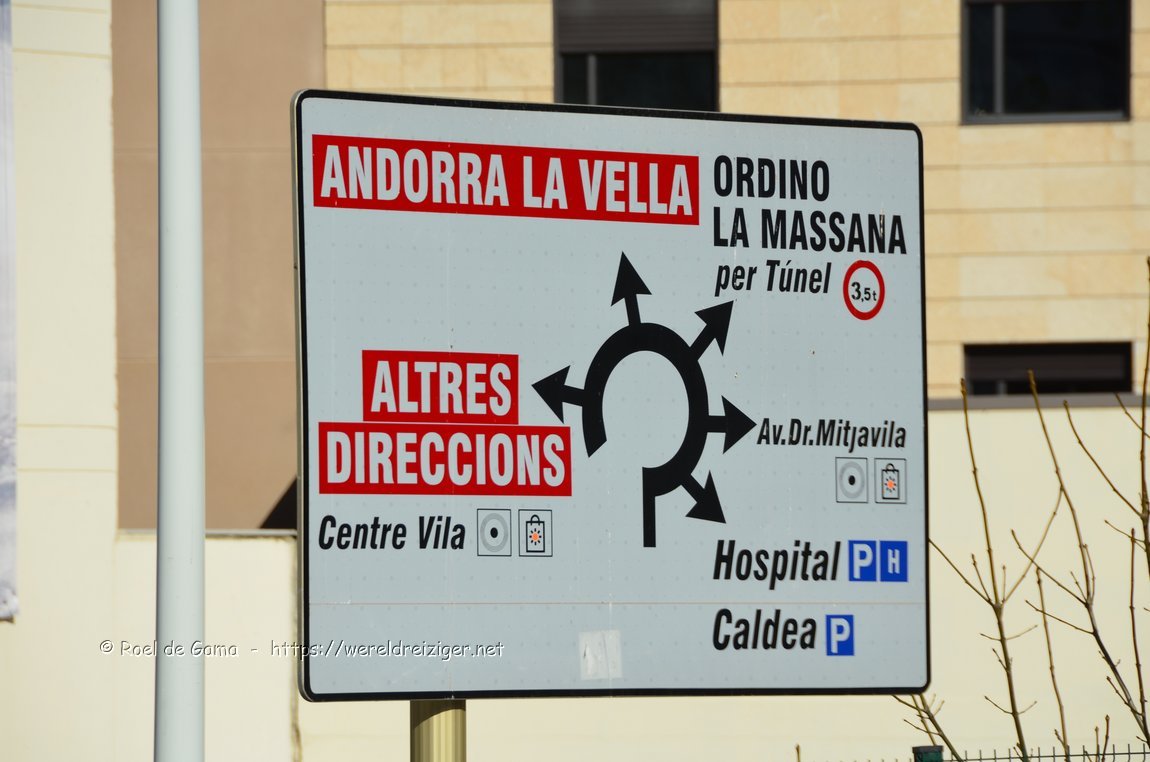 ANDORRA LA VELLA
ORDINO
LA MASSANA
per Túnel 3,5t
ALTRES
DIRECCIONS
Centre Vila
Av.Dr.Mitjavila
Hospital P H
Caldea P
© Roel de Gama - https://wereldreiziger.net